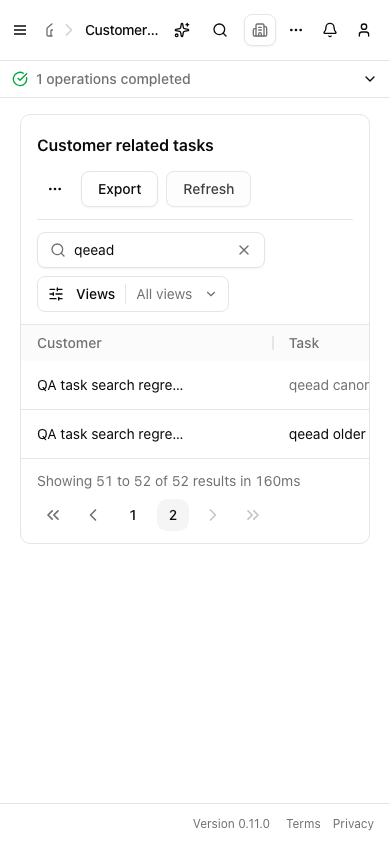 Customer...
1 operations completed
Customer related tasks
Export Refresh
qeead
Views All views
Customer Task
QA task search regre... qeead canor
QA task search regre... qeead older
Showing 51 to 52 of 52 results in 160ms
1 2
Version 0.11.0 Terms Privacy